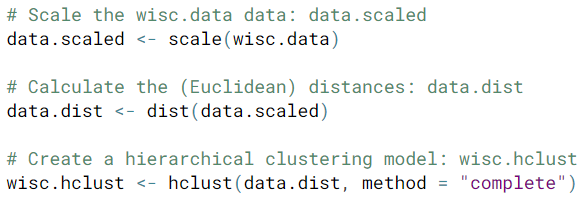 # Scale the wisc.data data: data.scaled
data.scaled <- scale(wisc.data)
# Calculate the (Euclidean) distances: data.dist
data.dist <- dist(data.scaled)
# Create a hierarchical clustering model: wisc.hclust
wisc.hclust <- hclust(data.dist, method = "complete")